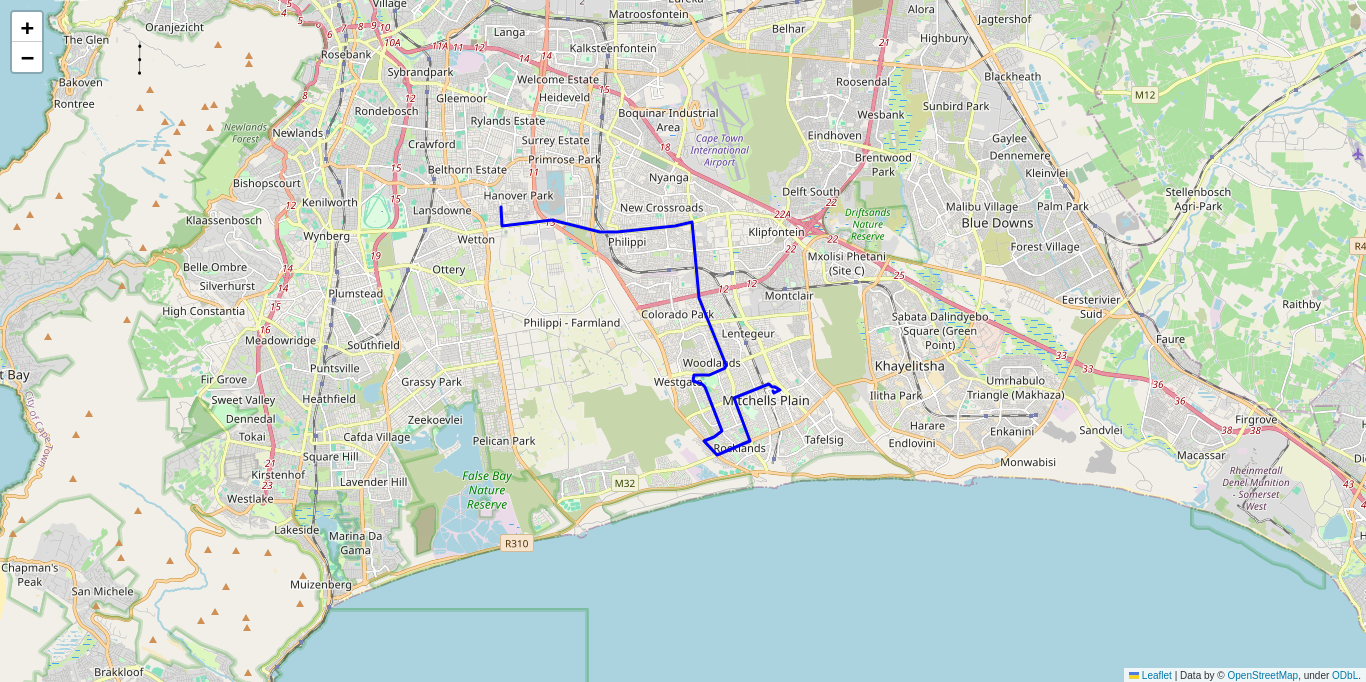 Village
Oranjezicht
Matroosfontein
Alora
Jagtershof
+
−
The Glen
Langa
Belhar
Highbury
Rosebank
Kalksteenfontein
Bakoven
Sybrandpark
Welcome Estate
Roosendal
Blackheath
M12
Rontree
Gleemoor
Heideveld
Sunbird Park
Rondebosch
Rylands Estate
Boquinar Industrial
Area
Wesbank
Newlands
Forest
Newlands
Crawford
Surrey Estate
Cape Town
International
Airport
Eindhoven
Gaylee
Dennemere
Primrose Park
Brentwood
Park
Kleinvlei
Belthorn Estate
Nyanga
Bishopscourt
Hanover Park
Delft South
Stellenbosch
Agri-Park
Kenilworth
Lansdowne
New Crossroads
Malibu Village
Palm Park
Klaassenbosch
Driftsands
Nature
Reserve
Blue Downs
Wynberg
Wetton
Philippi
Klipfontein
Forest Village
Belle Ombre
Ottery
Mxolisi Phetani
(Site C)
Silverhurst
Plumstead
Montclair
Eersterivier
Suid
Raithby
High Constantia
Colorado Park
Sabata Dalindyebo
Square (Green
Point)
Philippi - Farmland
Meadowridge
Southfield
Lentegeur
Faure
Puntsville
Woodlands
Khayelitsha
Fir Grove
Grassy Park
Westgate
Umrhabulo
Triangle (Makhaza)
t Bay
City of Cape Town
Sweet Valley
Heathfield
Mitchells Plain
Ilitha Park
Dennedal
Zeekoevlei
Firgrove
Tokai
Cafda Village
Pelican Park
Tafelsig
Harare
Enkanini
Sandvlei
Square Hill
Rocklands
Endlovini
Macassar
Kirstenhof
Lavender Hill
Monwabisi
False Bay
Nature
Reserve
M32
Rheinmetall
Denel Munition
- Somerset
West
Westlake
Lakeside
Marina Da
Gama
R310
Chapman's
Peak
Muizenberg
San Michele
Brakkloof
Leaflet | Data by © OpenStreetMap, under ODbL.